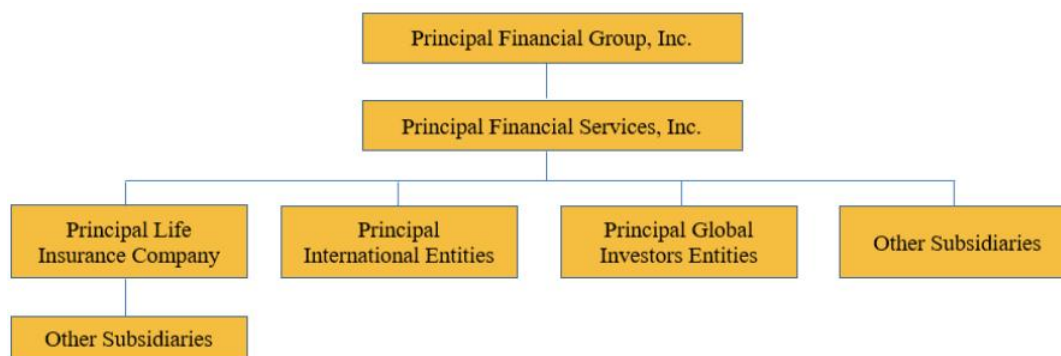 Principal Financial Group, Inc.
Principal Financial Services, Inc.
Principal Life
Insurance Company
Principal
International Entities
Principal Global
Investors Entities
Other Subsidiaries
Other Subsidiaries